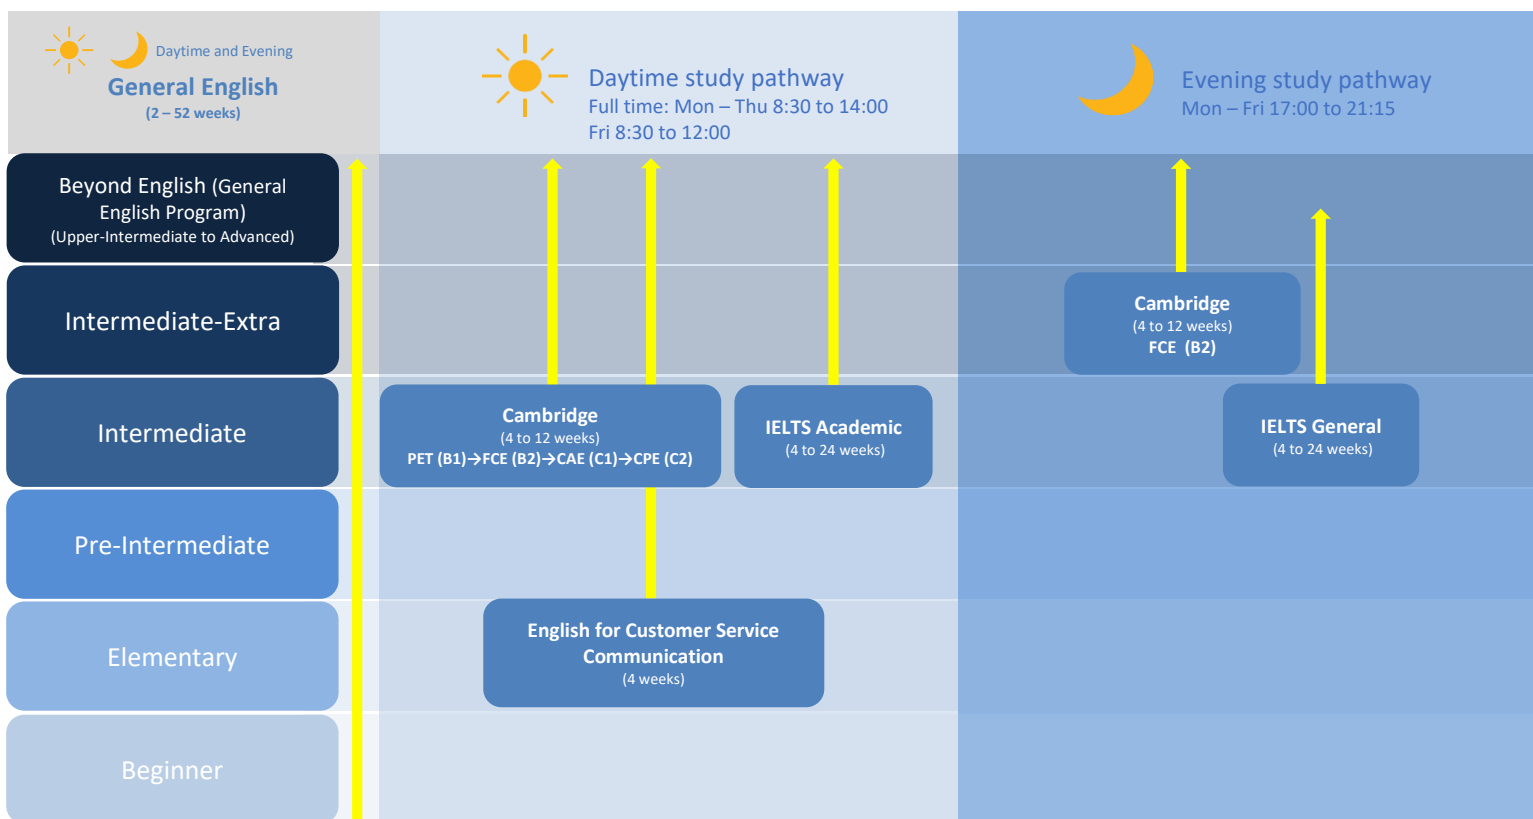 Daytime and Evening
General English
(2 – 52 weeks)
Daytime study pathway
Full time: Mon – Thu 8:30 to 14:00
Fri 8:30 to 12:00
Evening study pathway
Mon – Fri 17:00 to 21:15
Beyond English (General
English Program)
(Upper-Intermediate to Advanced)
Intermediate-Extra
Cambridge
(4 to 12 weeks)
FCE (B2)
Intermediate
Cambridge
(4 to 12 weeks)
PET (B1)→FCE (B2)→CAE (C1)→CPE (C2)
IELTS Academic
(4 to 24 weeks)
IELTS General
(4 to 24 weeks)
Pre-Intermediate
Elementary
English for Customer Service
Communication
(4 weeks)
Beginner